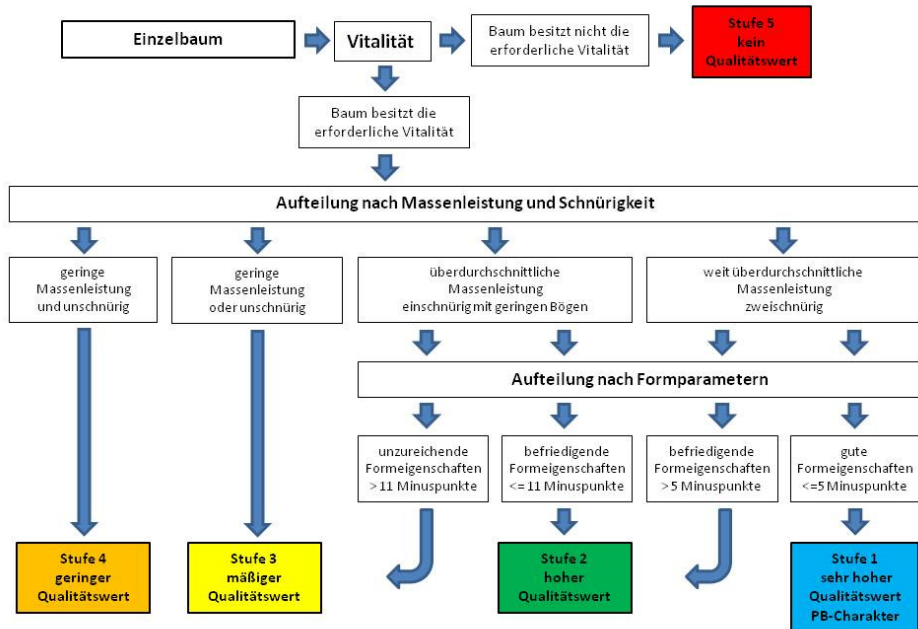 Einzelbaum
Vitalität
Baum besitzt nicht die
erforderliche Vitalität
Stufe 5
kein
Qualitätswert
Baum besitzt die
erforderliche Vitalität
Aufteilung nach Massenleistung und Schnürigkeit
geringe
Massenleistung
und unschnürig
geringe
Massenleistung
oder unschnürig
überdurchschnittliche
Massenleistung
einschnürig mit geringen Bögen
weit überdurchschnittliche
Massenleistung
zweischnürig
Aufteilung nach Formparametern
unzureichende
Formeigenschaften
> 11 Minuspunkte
befriedigende
Formeigenschaften
<= 11 Minuspunkte
befriedigende
Formeigenschaften
> 5 Minuspunkte
gute
Formeigenschaften
<=5 Minuspunkte
Stufe 4
geringer
Qualitätswert
Stufe 3
mäßiger
Qualitätswert
Stufe 2
hoher
Qualitätswert
Stufe 1
sehr hoher
Qualitätswert
PB-Charakter